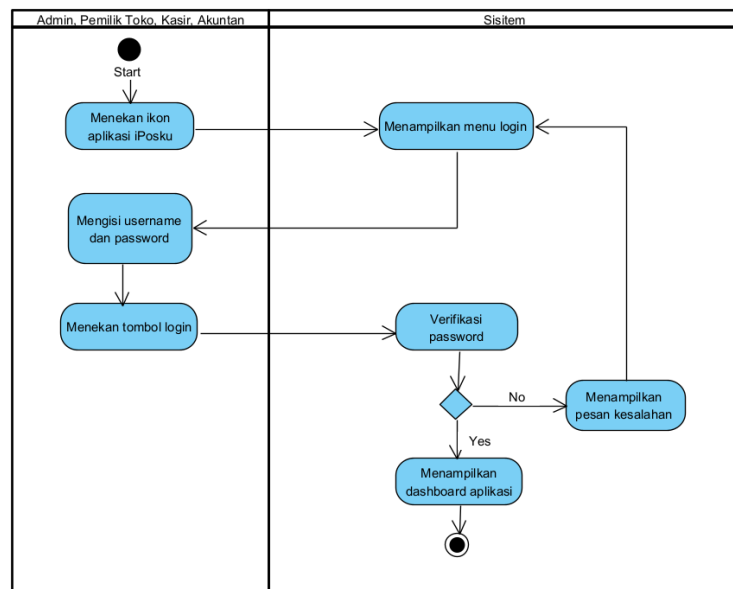 Admin, Pemilik Toko, Kasir, Akuntan
Sisitem
Start
Menekan ikon
aplikasi iPosku
Menampilkan menu login
Mengisi username
dan password
Menekan tombol login
Verifikasi
password
No
Menampilkan
pesan kesalahan
Yes
Menampilkan
dashboard aplikasi